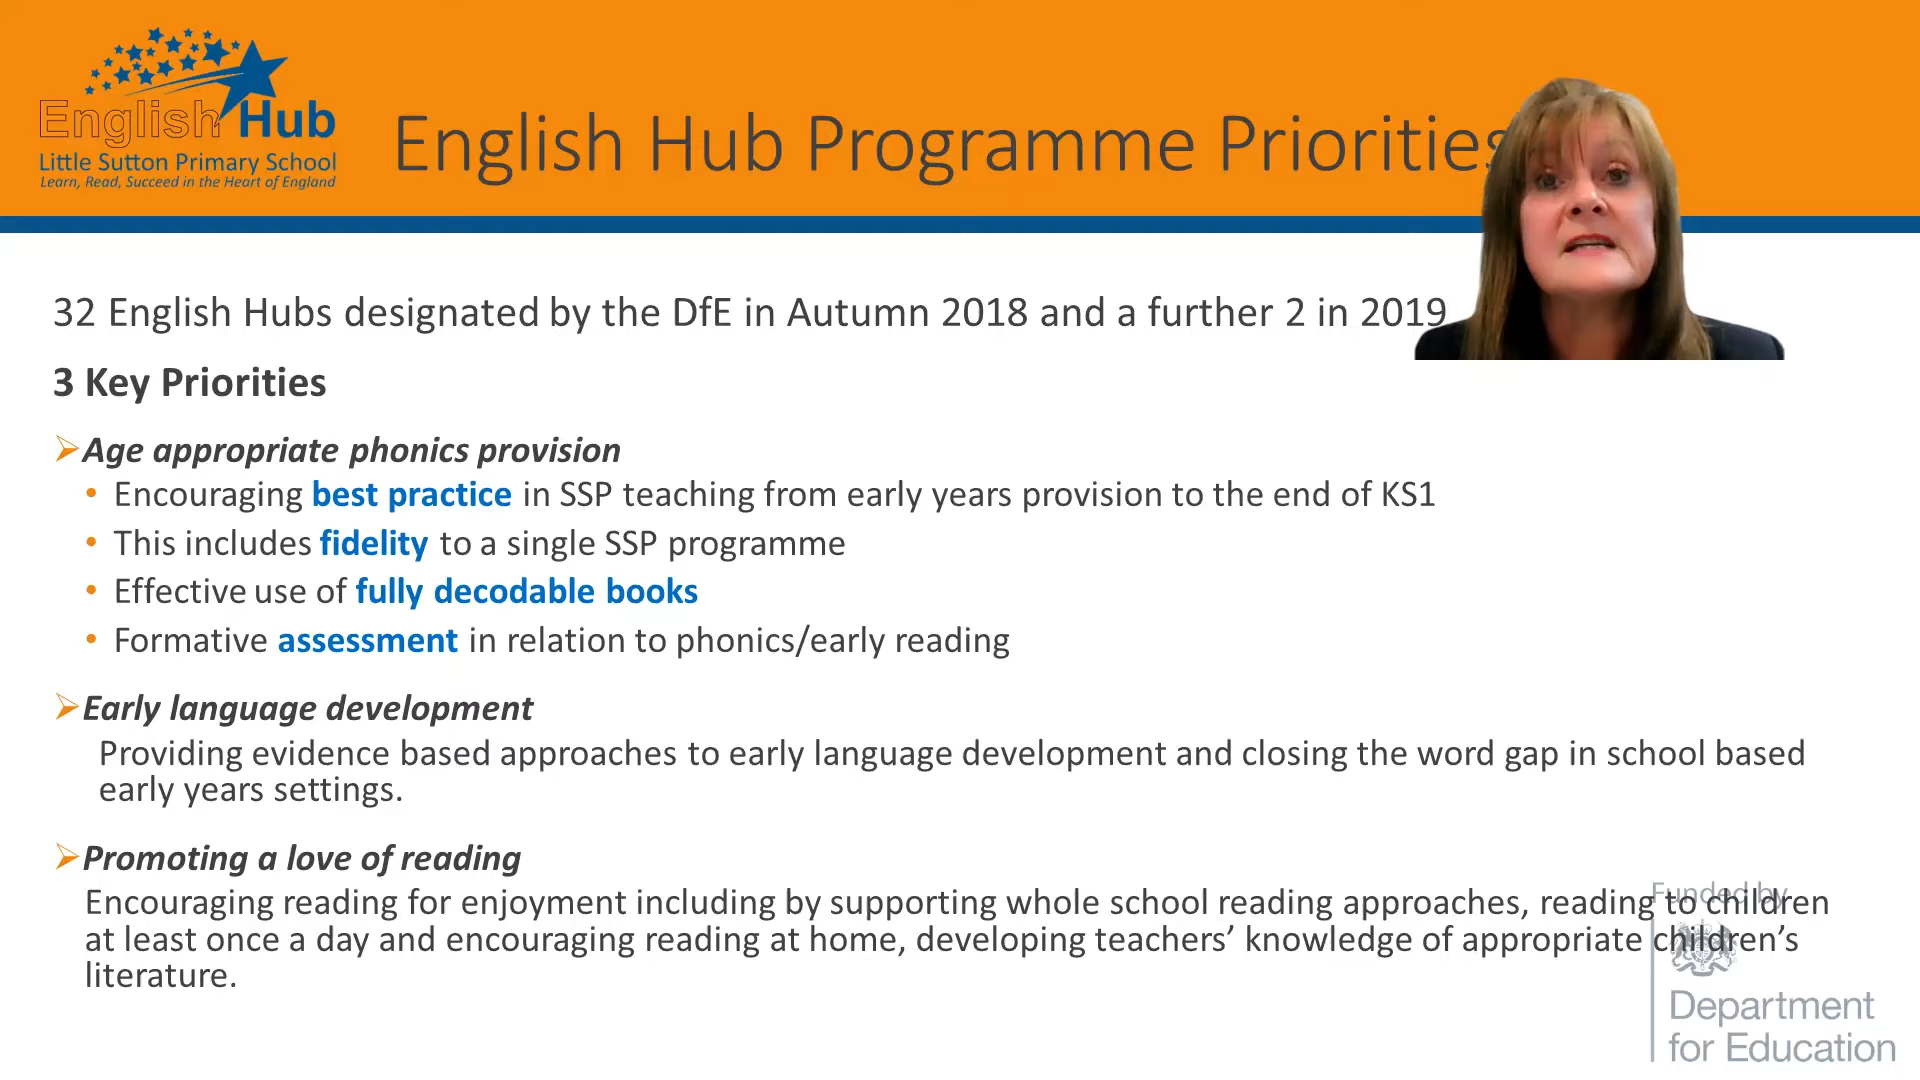 English Hub
Little Sutton Primary School
Learn, Read, Succeed in the Heart of England
English Hub Programme Priorities
32 English Hubs designated by the DfE in Autumn 2018 and a further 2 in 2019
3 Key Priorities
Age appropriate phonics provision
• Encouraging best practice in SSP teaching from early years provision to the end of KS1
• This includes fidelity to a single SSP programme
• Effective use of fully decodable books
• Formative assessment in relation to phonics/early reading
Early language development
Providing evidence based approaches to early language development and closing the word gap in school based
early years settings.
Promoting a love of reading
Encouraging reading for enjoyment including by supporting whole school reading approaches, reading to children
at least once a day and encouraging reading at home, developing teachers’ knowledge of appropriate children’s
literature.
Funded by
Department
for Education